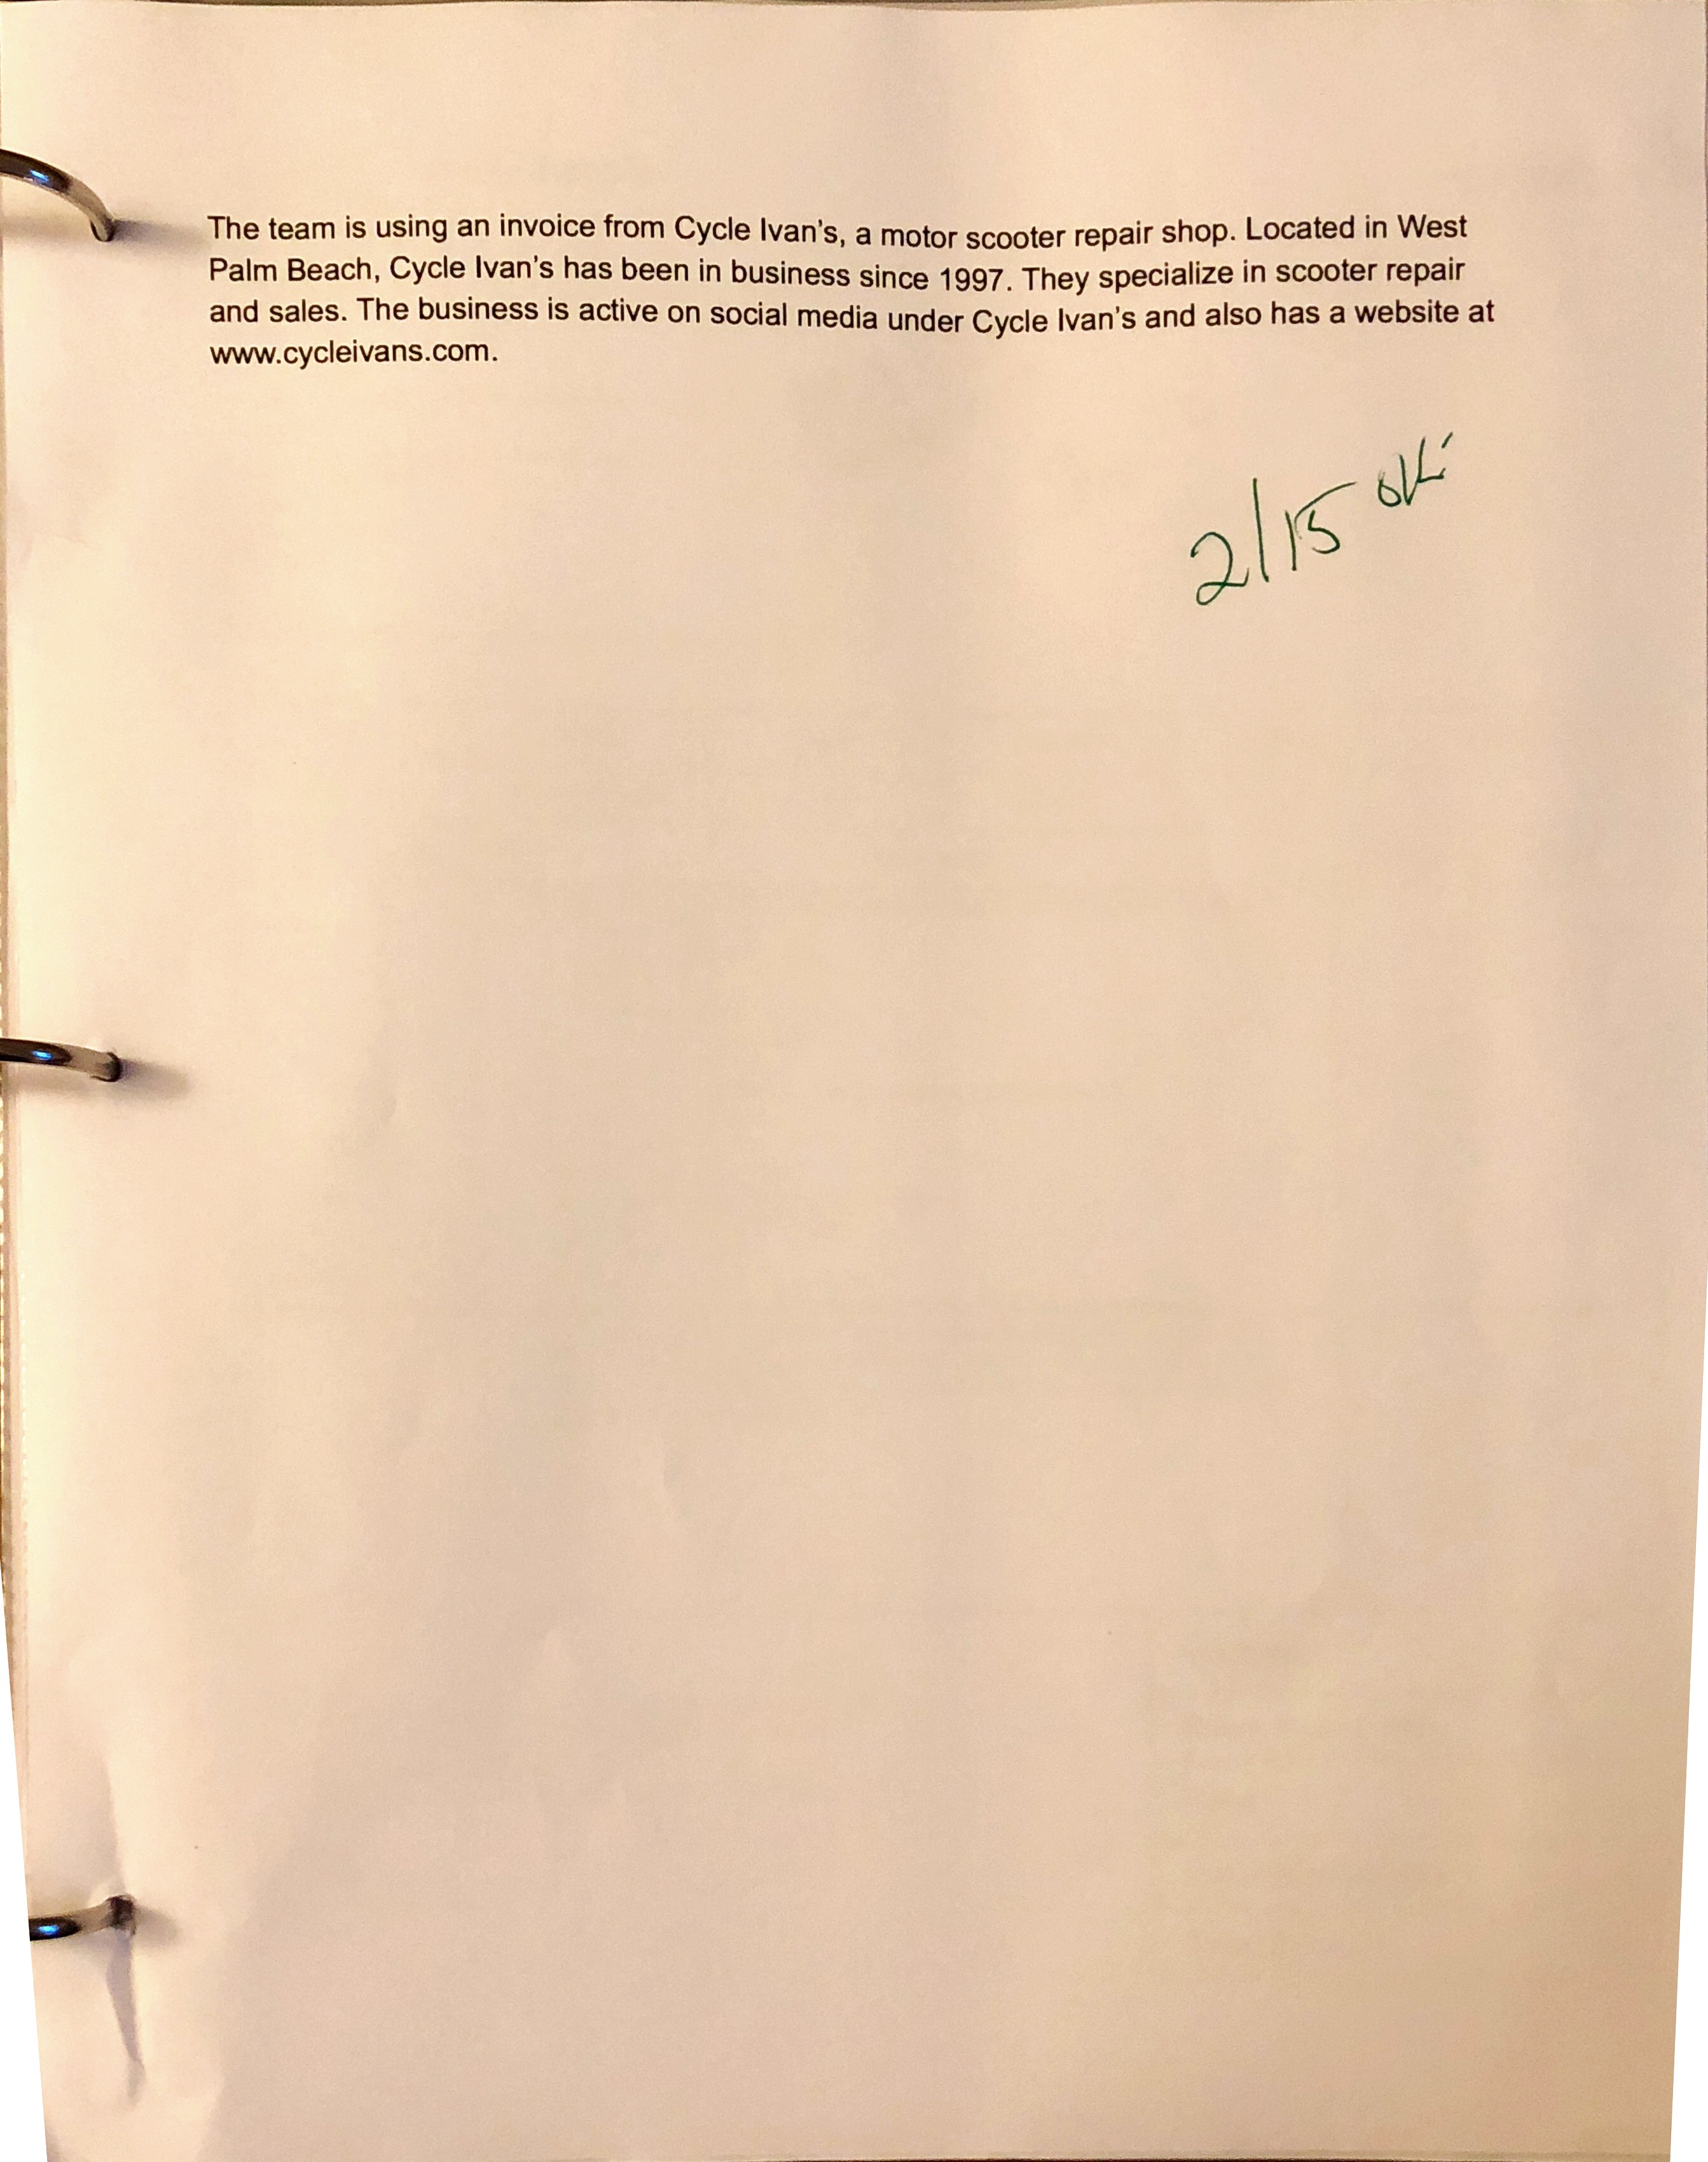 The team is using an invoice from Cycle Ivan's, a motor scooter repair shop. Located in West
Palm Beach, Cycle Ivan's has been in business since 1997. They specialize in scooter repair
and sales. The business is active on social media under Cycle Ivan's and also has a website at
www.cycleivans.com.
2/15 ok